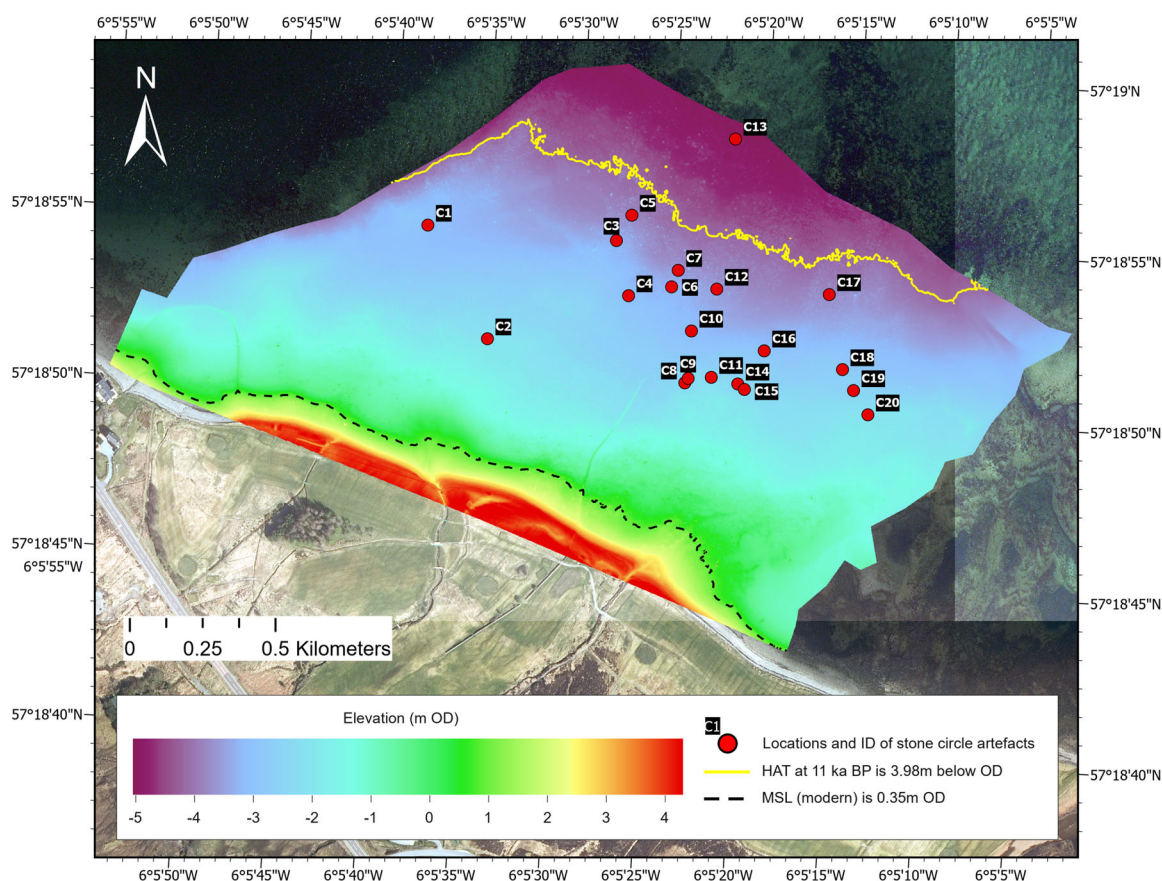 6°5'50"W 6°5'45"W 6°5'40"W 6°5'35"W 6°5'30"W 6°5'25"W 6°5'20"W 6°5'15"W 6°5'10"W 6°5'5"W
N
57°19'N
C13
57°18'55"N
C5
C1
C3
57°18'55"N
C7
C12
C17
C4
C6
C10
C2
C16
57°18'50"N
C8
C9
C11
C18
C14
C19
C15
C20
57°18'50"N
57°18'45"N
6°5'55"W
57°18'45"N
0 0.25 0.5 Kilometers
57°18'40"N
Elevation (m OD)
-5 -4 -3 -2 -1 0 1 2 3 4
C1
Locations and ID of stone circle artefacts
HAT at 11 ka BP is 3.98m below OD
MSL (modern) is 0.35m OD
57°18'40"N
6°5'50"W 6°5'45"W 6°5'40"W 6°5'35"W 6°5'30"W 6°5'25"W 6°5'20"W 6°5'15"W 6°5'10"W 6°5'5"W